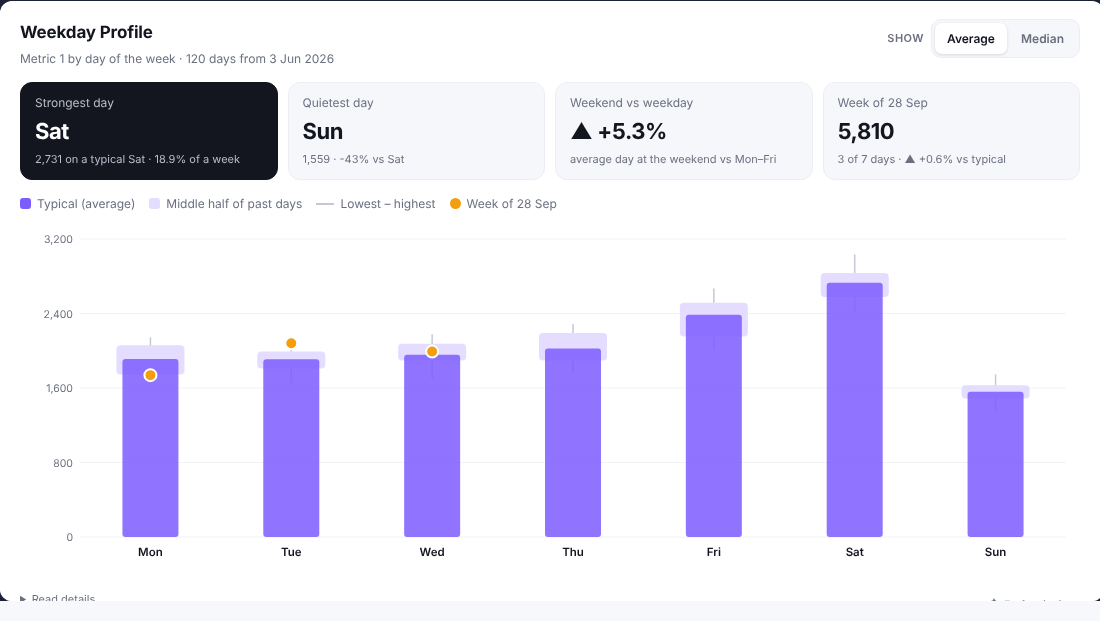 Weekday Profile
Metric 1 by day of the week · 120 days from 3 Jun 2026
SHOW Average Median
Strongest day
Sat
2,731 on a typical Sat · 18.9% of a week
Quietest day
Sun
1,559 · -43% vs Sat
Weekend vs weekday
▲ +5.3%
average day at the weekend vs Mon–Fri
Week of 28 Sep
5,810
3 of 7 days · ▲ +0.6% vs typical
Typical (average) Middle half of past days Lowest – highest Week of 28 Sep
3,200
2,400
1,600
800
0
Mon Tue Wed Thu Fri Sat Sun
▶ Read details